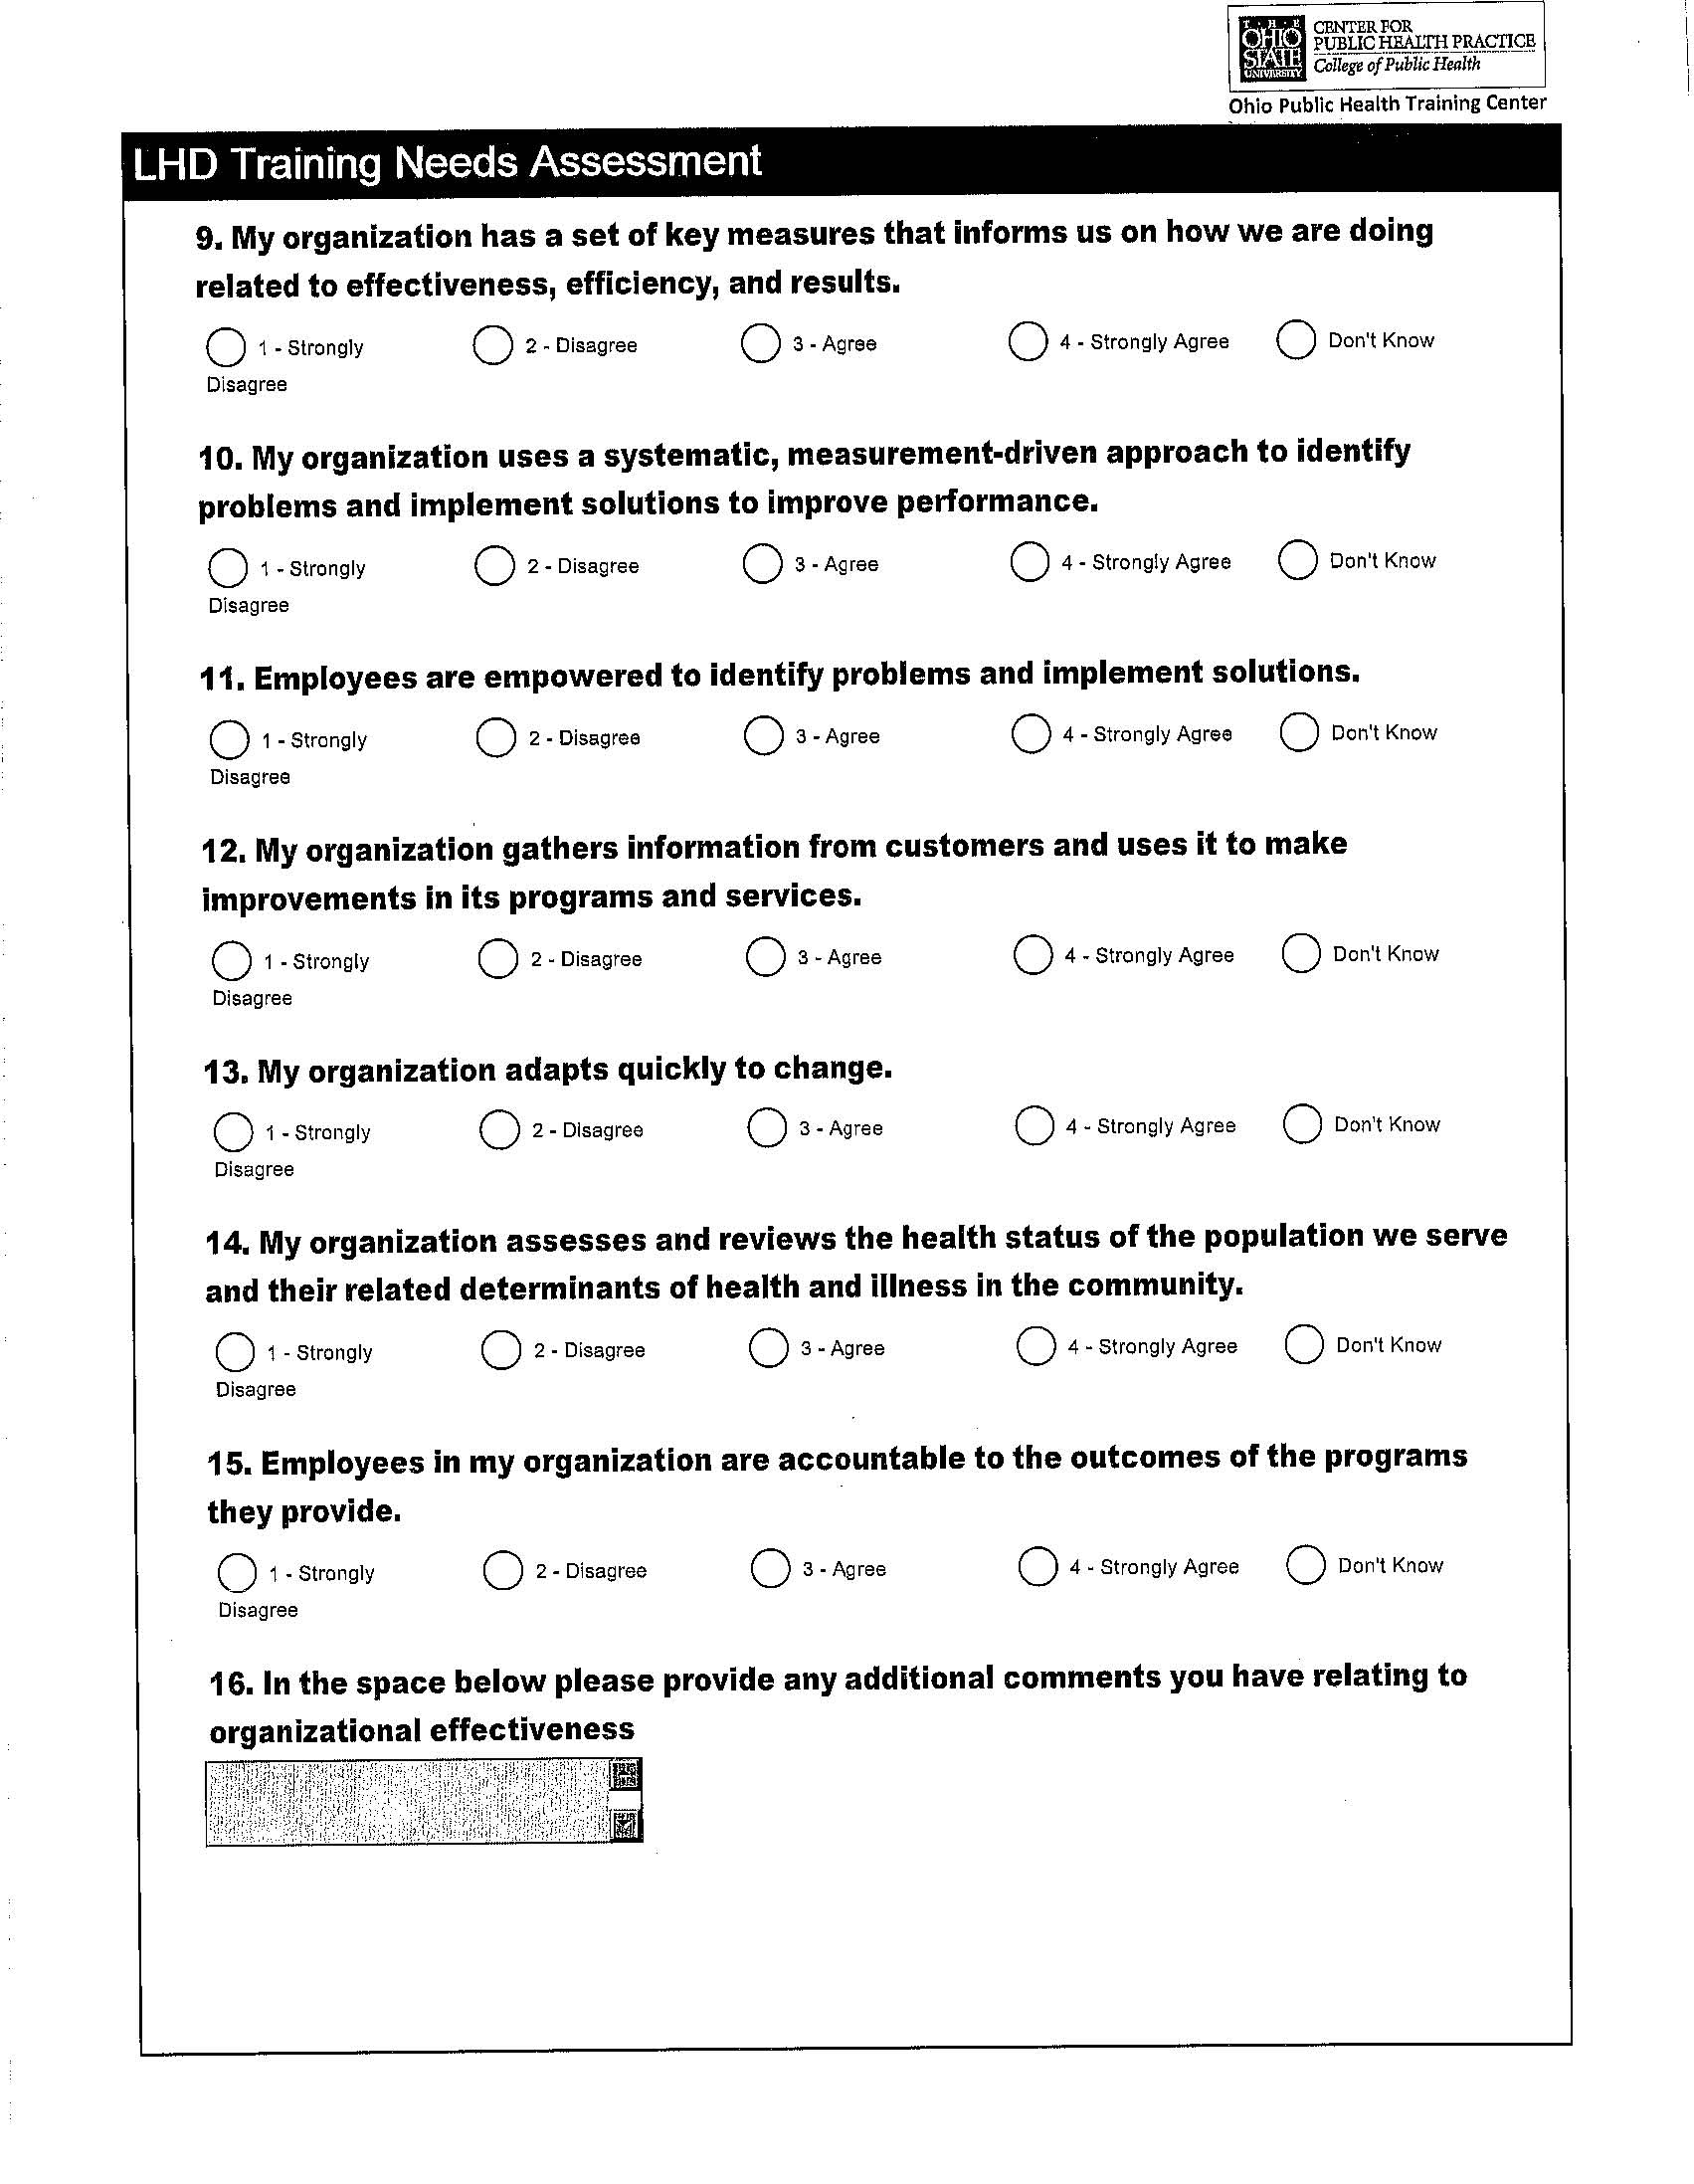 THE
OHIO
STATE
UNIVERSITY
CENTER FOR
PUBLIC HEALTH PRACTICE
College of Public Health
Ohio Public Health Training Center
LHD Training Needs Assessment
9. My organization has a set of key measures that informs us on how we are doing
related to effectiveness, efficiency, and results.
1 - Strongly 2 - Disagree 3 - Agree 4 - Strongly Agree Don't Know
Disagree
10. My organization uses a systematic, measurement-driven approach to identify
problems and implement solutions to improve performance.
1 - Strongly 2 - Disagree 3 - Agree 4 - Strongly Agree Don't Know
Disagree
11. Employees are empowered to identify problems and implement solutions.
1 - Strongly 2 - Disagree 3 - Agree 4 - Strongly Agree Don't Know
Disagree
12. My organization gathers information from customers and uses it to make
improvements in its programs and services.
1 - Strongly 2 - Disagree 3 - Agree 4 - Strongly Agree Don't Know
Disagree
13. My organization adapts quickly to change.
1 - Strongly 2 - Disagree 3 - Agree 4 - Strongly Agree Don't Know
Disagree
14. My organization assesses and reviews the health status of the population we serve
and their related determinants of health and illness in the community.
1 - Strongly 2 - Disagree 3 - Agree 4 - Strongly Agree Don't Know
Disagree
15. Employees in my organization are accountable to the outcomes of the programs
they provide.
1 - Strongly 2 - Disagree 3 - Agree 4 - Strongly Agree Don't Know
Disagree
16. In the space below please provide any additional comments you have relating to
organizational effectiveness